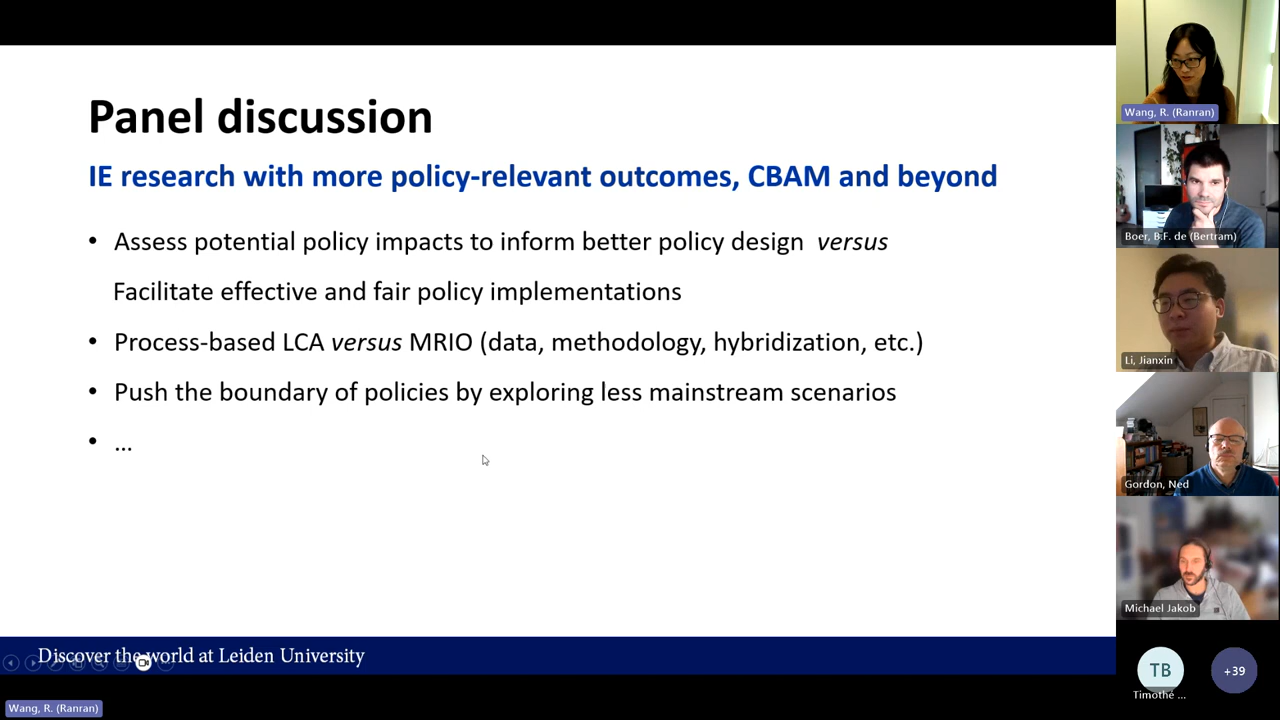 Panel discussion
IE research with more policy-relevant outcomes, CBAM and beyond
• Assess potential policy impacts to inform better policy design versus
Facilitate effective and fair policy implementations
• Process-based LCA versus MRIO (data, methodology, hybridization, etc.)
• Push the boundary of policies by exploring less mainstream scenarios
• ...
Discover the world at Leiden University
Wang, R. (Ranran)
Wang, R. (Ranran)
Boer, B.F. de (Bertram)
Li, Jianxin
Gordon, Ned
Michael Jakob
TB
Timothé ...
+39